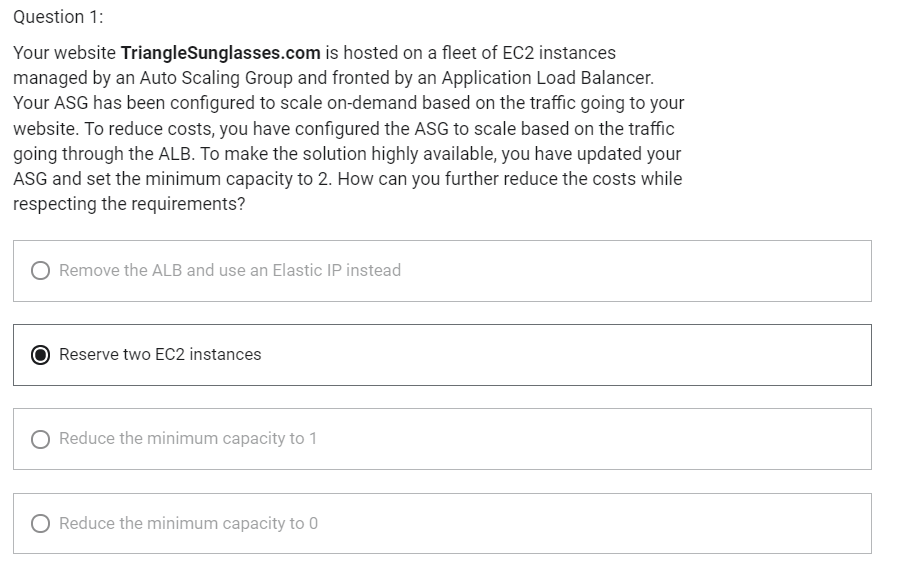 Question 1:
Your website TriangleSunglasses.com is hosted on a fleet of EC2 instances
managed by an Auto Scaling Group and fronted by an Application Load Balancer.
Your ASG has been configured to scale on-demand based on the traffic going to your
website. To reduce costs, you have configured the ASG to scale based on the traffic
going through the ALB. To make the solution highly available, you have updated your
ASG and set the minimum capacity to 2. How can you further reduce the costs while
respecting the requirements?
Remove the ALB and use an Elastic IP instead
Reserve two EC2 instances
Reduce the minimum capacity to 1
Reduce the minimum capacity to 0